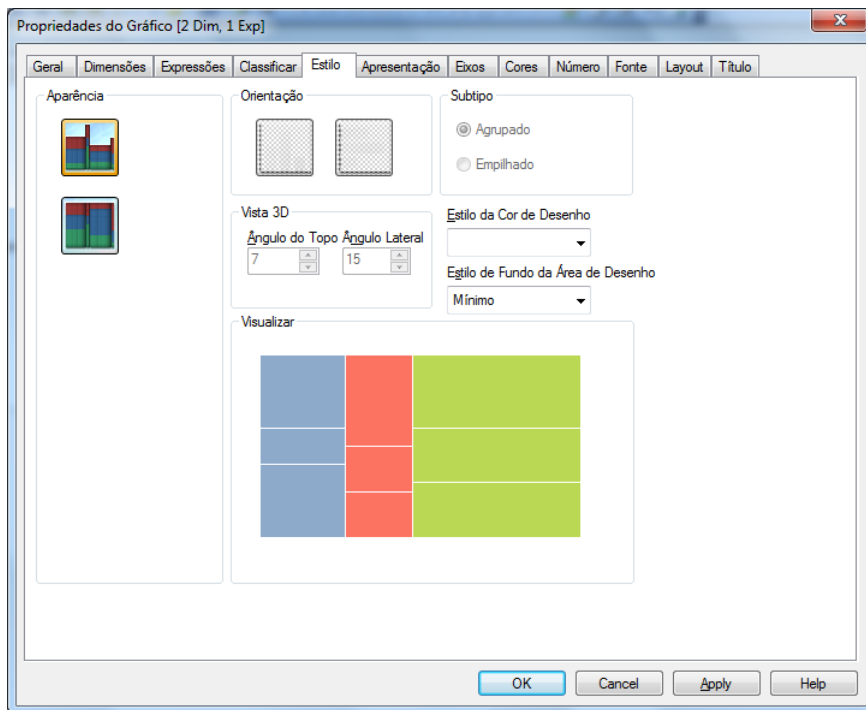 Propriedades do Gráfico [2 Dim, 1 Exp]
Geral Dimensões Expressões Classificar Estilo Apresentação Eixos Cores Número Fonte Layout Título
Aparência
Orientação
Subtipo
Agrupado
Empilhado
Vista 3D
Ângulo do Topo Ângulo Lateral
7 15
Estilo da Cor de Desenho
Estilo de Fundo da Área de Desenho
Mínimo
Visualizar
OK Cancel Apply Help